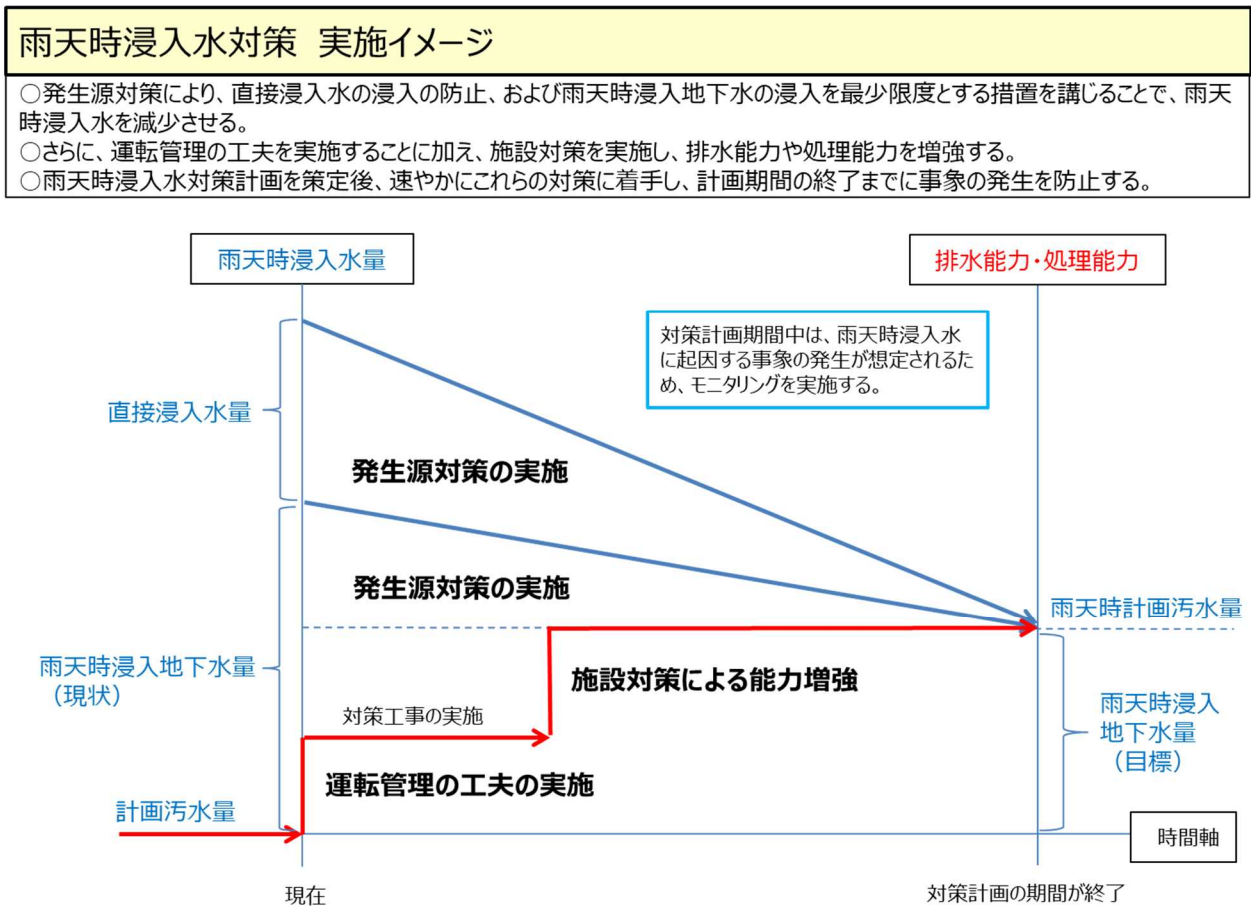 雨天時浸入水対策 実施イメージ
○発生源対策により、直接浸入水の浸入の防止、および雨天時浸入地下水の浸入を最少限度とする措置を講じることで、雨天
時浸入水を減少させる。
○さらに、運転管理の工夫を実施することに加え、施設対策を実施し、排水能力や処理能力を増強する。
○雨天時浸入水対策計画を策定後、速やかにこれらの対策に着手し、計画期間の終了までに事象の発生を防止する。
雨天時浸入水量
排水能力・処理能力
対策計画期間中は、雨天時浸入水
に起因する事象の発生が想定されるた
め、モニタリングを実施する。
直接浸入水量
発生源対策の実施
発生源対策の実施
雨天時計画汚水量
雨天時浸入地下水量
（現状）
施設対策による能力増強
対策工事の実施
雨天時浸入
地下水量
（目標）
運転管理の工夫の実施
計画汚水量
時間軸
現在
対策計画の期間が終了